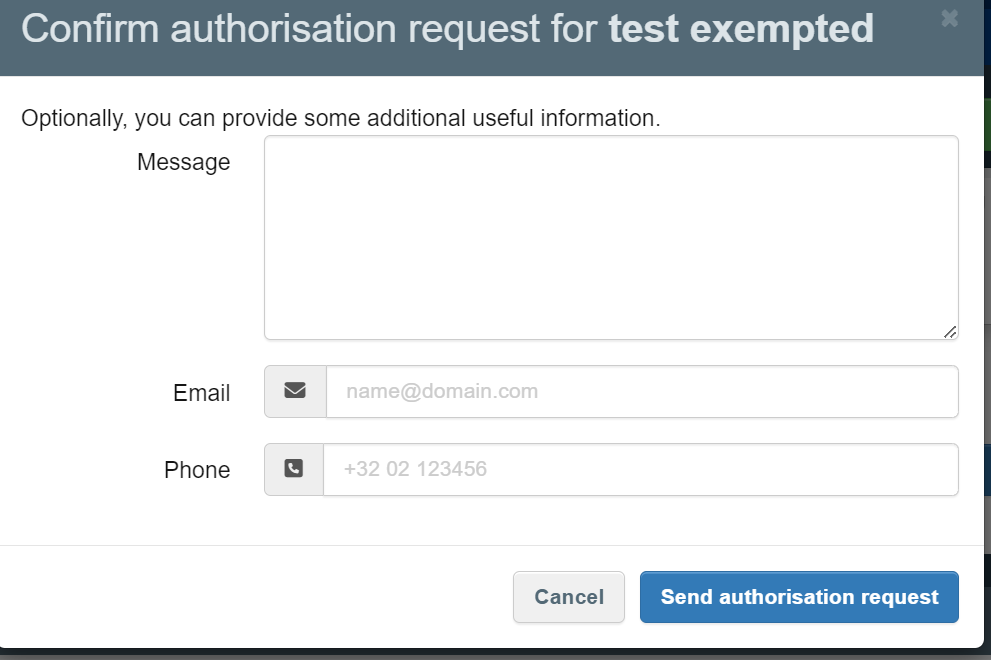 Confirm authorisation request for test exempted
Optionally, you can provide some additional useful information.
Message
Email
name@domain.com
Phone
+32 02 123456
Cancel
Send authorisation request